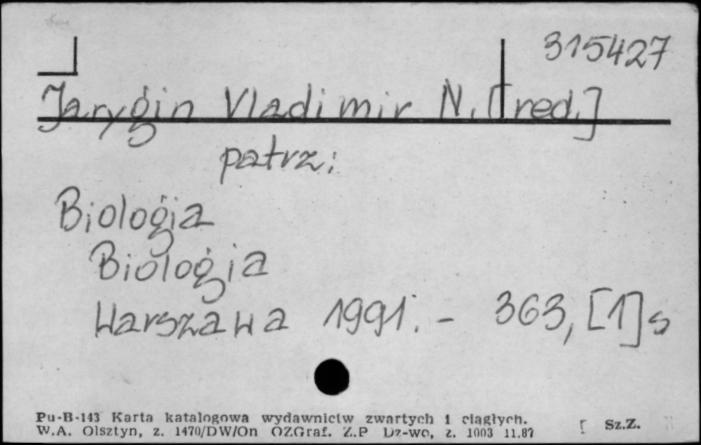 315427
Jarygin Vladimir N. [red.]
patrz:
Biologia
Biologia
Warszawa 1991. - 363, [1] s
Pu-B-143 Karta katalogowa wydawnictw zwartych i ciągłych.
W.A. Olsztyn, z. 1470/DW/On OZGraf. Z.P Dz-wo, z. 1003 11.87
Sz.Z.